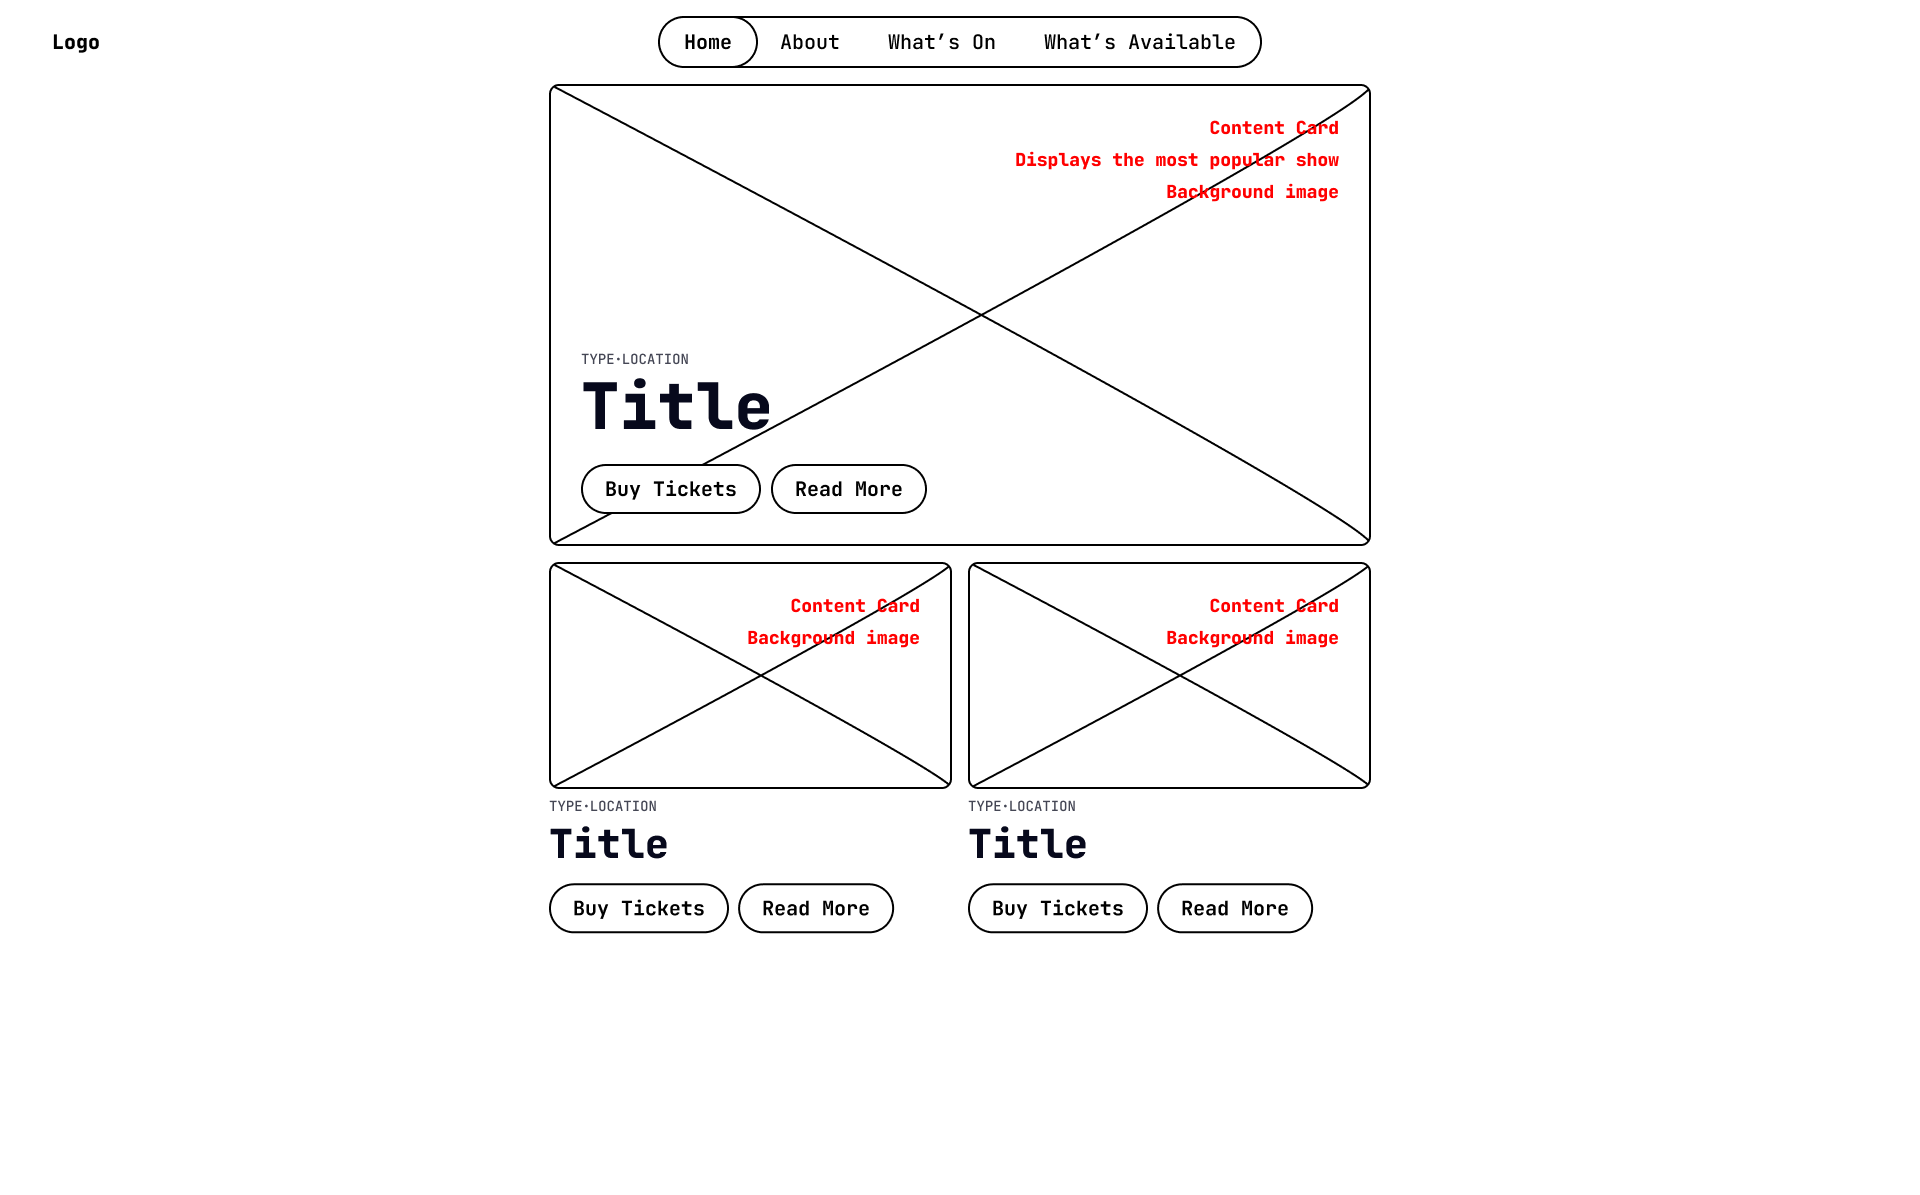 Logo
Home About What’s On What’s Available
Content Card
Displays the most popular show
Background image
TYPE·LOCATION
Title
Buy Tickets Read More
Content Card
Background image
TYPE·LOCATION
Title
Buy Tickets Read More
Content Card
Background image
TYPE·LOCATION
Title
Buy Tickets Read More